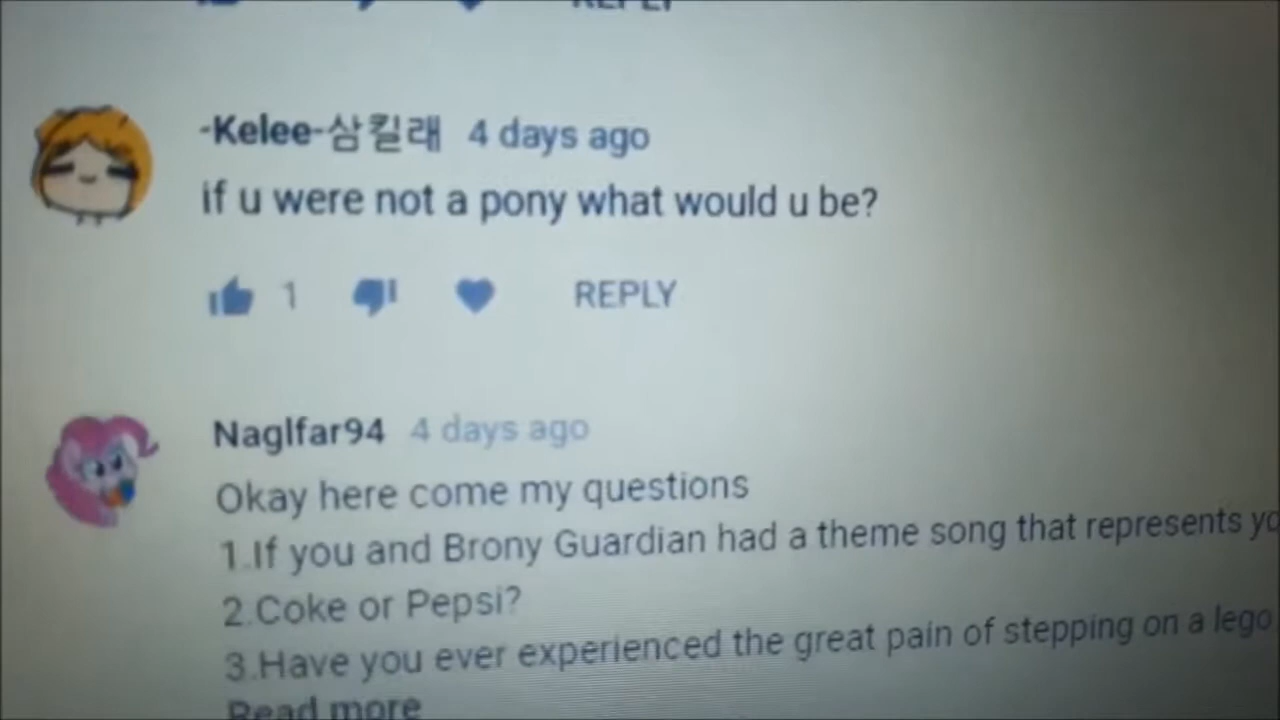 REPLY
-Kelee-삼킬래 4 days ago
if u were not a pony what would u be?
1 REPLY
Naglfar94 4 days ago
Okay here come my questions
1.If you and Brony Guardian had a theme song that represents yo
2.Coke or Pepsi?
3.Have you ever experienced the great pain of stepping on a lego
Read more